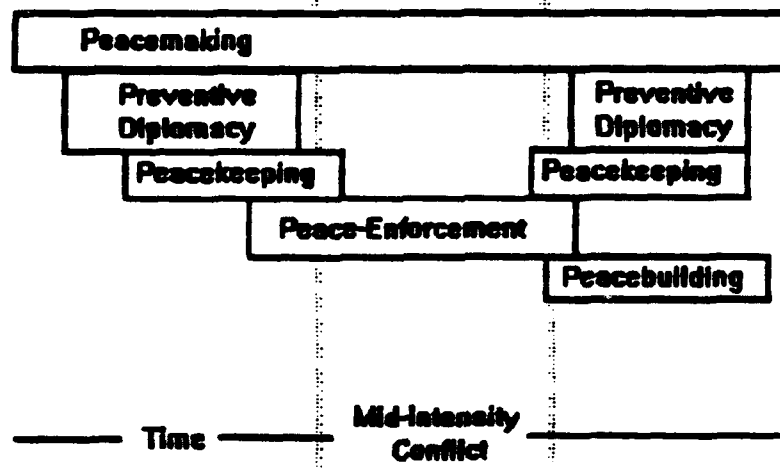 Peacemaking
Preventive
Diplomacy
Preventive
Diplomacy
Peacekeeping
Peacekeeping
Peace-Enforcement
Peacebuilding
Time
Mid-Intensity
Conflict